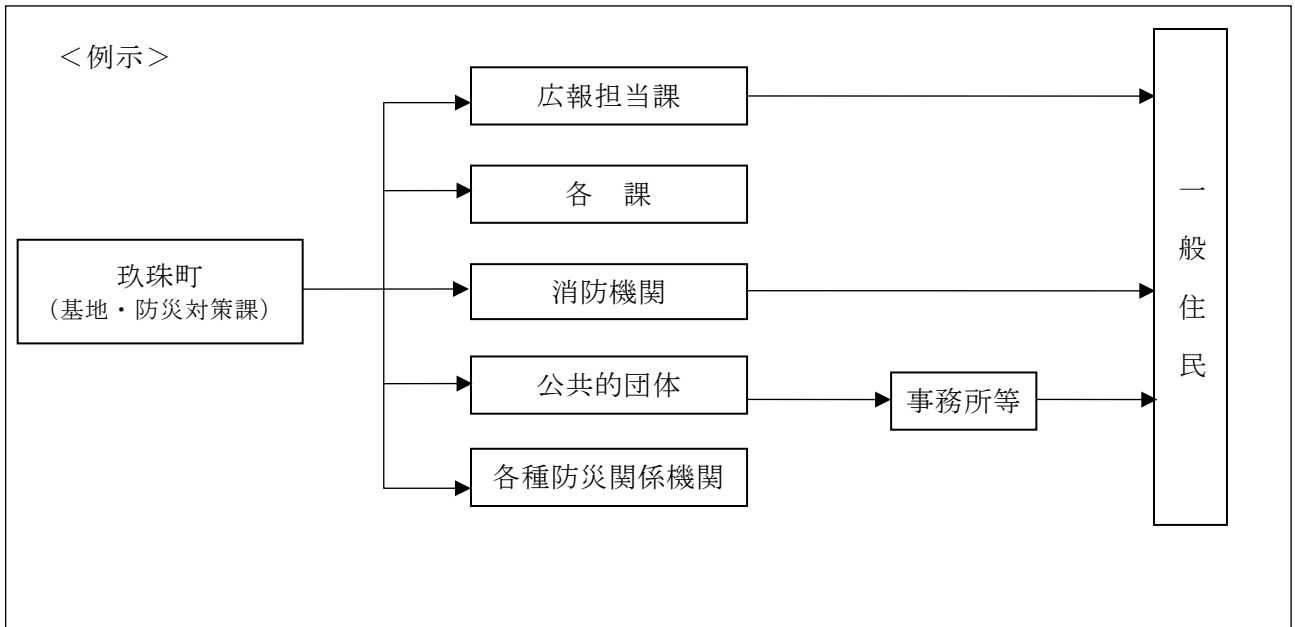 ＜例示＞
広報担当課
各　課
玖珠町
（基地・防災対策課）
消防機関
公共的団体
事務所等
各種防災関係機関
一般住民